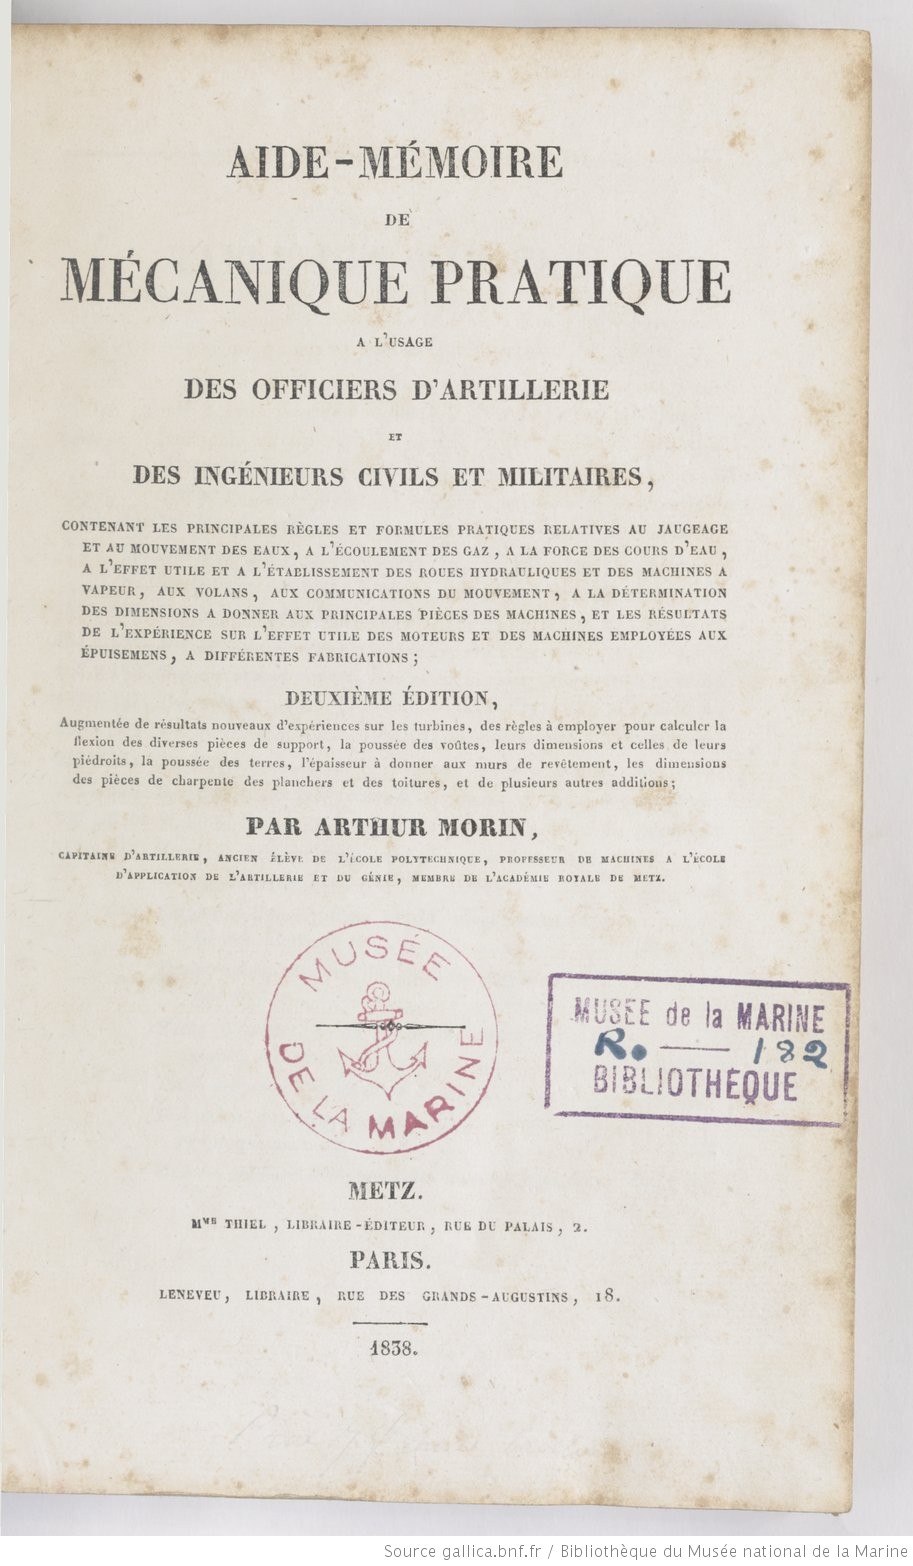 AIDE-MÉMOIRE
DE
MÉCANIQUE PRATIQUE
A L'USAGE
DES OFFICIERS D'ARTILLERIE
ET
DES INGÉNIEURS CIVILS ET MILITAIRES,
CONTENANT LES PRINCIPALES RÈGLES ET FORMULES PRATIQUES RELATIVES AU JAUGEAGE
ET AU MOUVEMENT DES EAUX, A L'ÉCOULEMENT DES GAZ, A LA FORCE DES COURS D'EAU,
A L'EFFET UTILE ET A L'ÉTABLISSEMENT DES ROUES HYDRAULIQUES ET DES MACHINES A
VAPEUR, AUX VOLANS, AUX COMMUNICATIONS DU MOUVEMENT, A LA DÉTERMINATION
DES DIMENSIONS A DONNER AUX PRINCIPALES PIÈCES DES MACHINES, ET LES RÉSULTATS
DE L'EXPÉRIENCE SUR L'EFFET UTILE DES MOTEURS ET DES MACHINES EMPLOYÉES AUX
ÉPUISEMENS, A DIFFÉRENTES FABRICATIONS;
DEUXIÈME ÉDITION,
Augmentée de résultats nouveaux d'expériences sur les turbines, des règles à employer pour calculer la
flexion des diverses pièces de support, la poussée des voûtes, leurs dimensions et celles de leurs
piédroits, la poussée des terres, l'épaisseur à donner aux murs de revêtement, les dimensions
des pièces de charpente des planchers et des toitures, et de plusieurs autres additions;
PAR ARTHUR MORIN,
CAPITAINE D'ARTILLERIE, ANCIEN ÉLÈVE DE L'ÉCOLE POLYTECHNIQUE, PROFESSEUR DE MACHINES A L'ÉCOLE
D'APPLICATION DE L'ARTILLERIE ET DU GÉNIE, MEMBRE DE L'ACADÉMIE ROYALE DE METZ.
MUSÉE
DE LA MARINE
MUSÉE de la MARINE
R. — 182
BIBLIOTHÈQUE
METZ.
MME THIEL, LIBRAIRE-ÉDITEUR, RUE DU PALAIS, 2.
PARIS.
LENEVEU, LIBRAIRE, RUE DES GRANDS-AUGUSTINS, 18.
1838.
Source gallica.bnf.fr / Bibliothèque du Musée national de la Marine